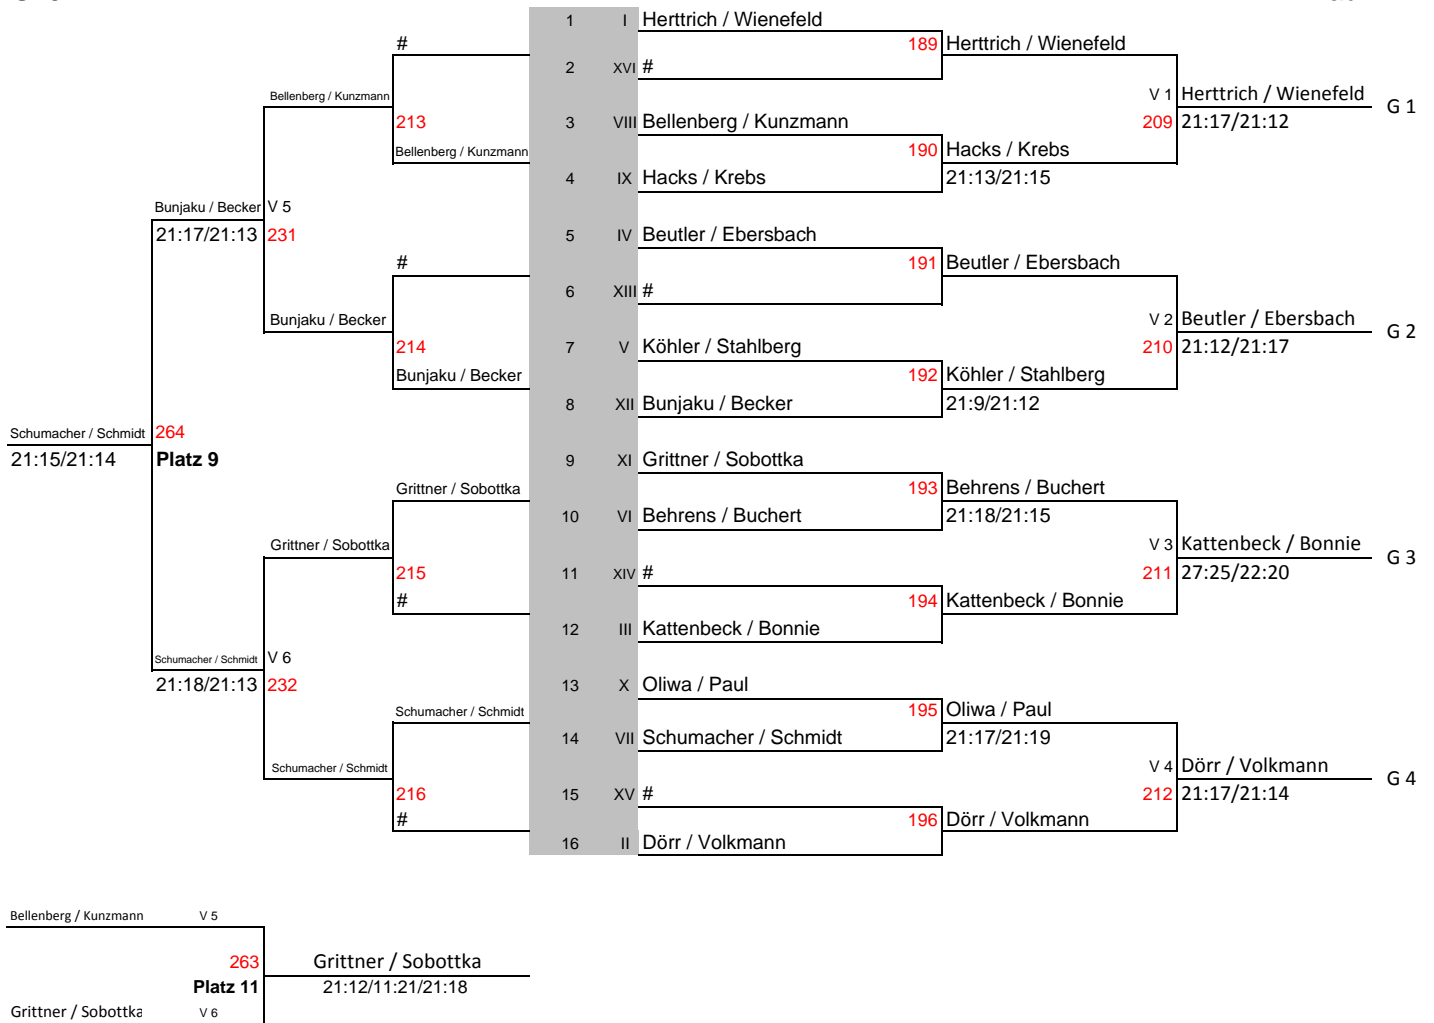 1 I Herttrich / Wienefeld
# 189 Herttrich / Wienefeld
2 XVI #
Bellenberg / Kunzmann V 1 Herttrich / Wienefeld G 1
213 3 VIII Bellenberg / Kunzmann 209 21:17/21:12
Bellenberg / Kunzmann 190 Hacks / Krebs
4 IX Hacks / Krebs 21:13/21:15
Bunjaku / Becker V 5
21:17/21:13 231 5 IV Beutler / Ebersbach
# 191 Beutler / Ebersbach
6 XIII #
Bunjaku / Becker V 2 Beutler / Ebersbach G 2
214 7 V Köhler / Stahlberg 210 21:12/21:17
Bunjaku / Becker 192 Köhler / Stahlberg
8 XII Bunjaku / Becker 21:9/21:12
Schumacher / Schmidt 264
21:15/21:14 Platz 9 9 XI Grittner / Sobottka
Grittner / Sobottka 193 Behrens / Buchert
10 VI Behrens / Buchert 21:18/21:15
Grittner / Sobottka V 3 Kattenbeck / Bonnie G 3
215 11 XIV # 211 27:25/22:20
# 194 Kattenbeck / Bonnie
12 III Kattenbeck / Bonnie
Schumacher / Schmidt V 6
21:18/21:13 232 13 X Oliwa / Paul
Schumacher / Schmidt 195 Oliwa / Paul
14 VII Schumacher / Schmidt 21:17/21:19
Schumacher / Schmidt V 4 Dörr / Volkmann G 4
216 15 XV # 212 21:17/21:14
# 196 Dörr / Volkmann
16 II Dörr / Volkmann
Bellenberg / Kunzmann V 5
263 Grittner / Sobottka
Platz 11 21:12/11:21/21:18
Grittner / Sobottka V 6